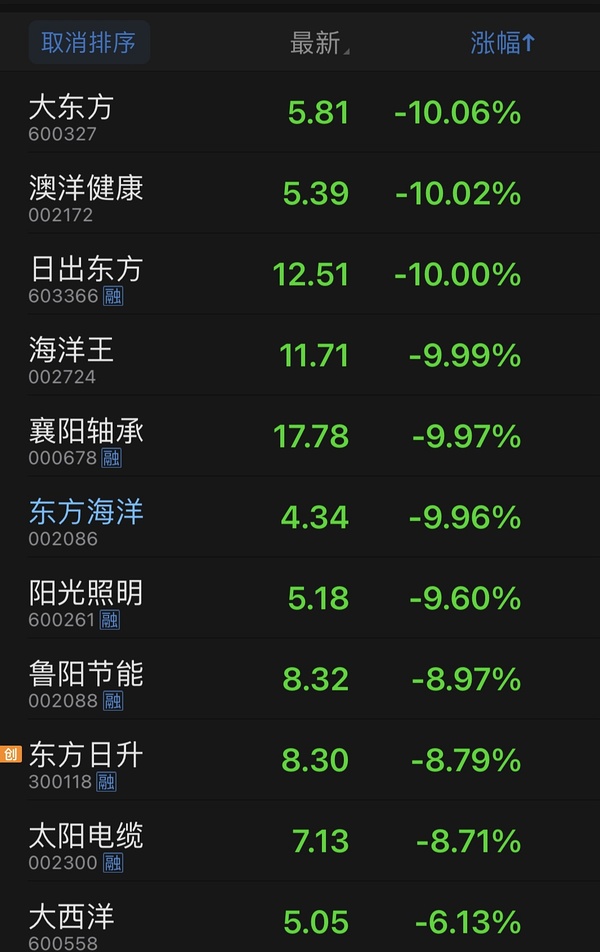 取消排序 最新 涨幅↑
大东方 5.81 -10.06%
600327
澳洋健康 5.39 -10.02%
002172
日出东方 12.51 -10.00%
603366 融
海洋王 11.71 -9.99%
002724
襄阳轴承 17.78 -9.97%
000678 融
东方海洋 4.34 -9.96%
002086
阳光照明 5.18 -9.60%
600261 融
鲁阳节能 8.32 -8.97%
002088 融
创 东方日升 8.30 -8.79%
300118 融
太阳电缆 7.13 -8.71%
002300 融
大西洋 5.05 -6.13%
600558